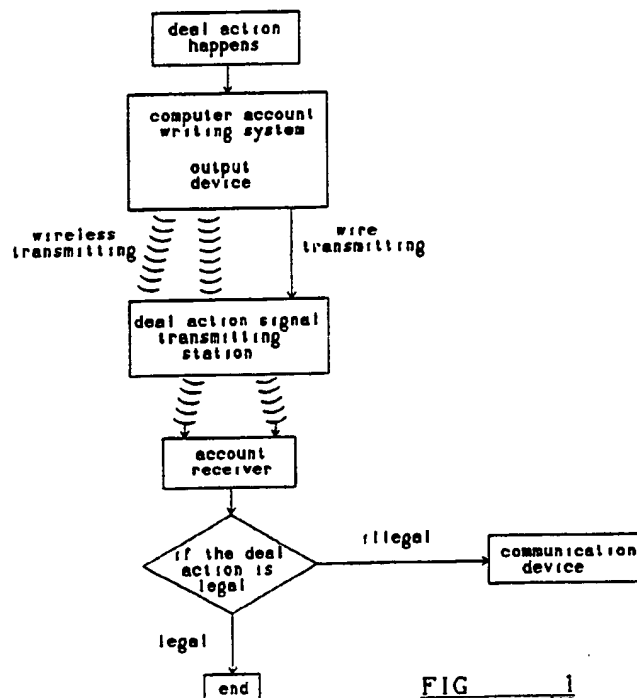 deal action
happens
computer account
writing system
output
device
wireless
transmitting
wire
transmitting
deal action signal
transmitting
station
account
receiver
if the deal
action is
legal
illegal
communication
device
legal
end
FIG 1